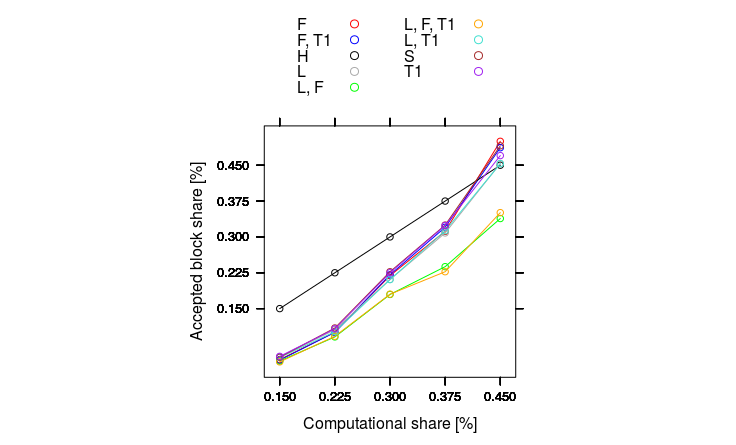 F
F, T1
H
L
L, F
L, F, T1
L, T1
S
T1
Accepted block share [%]
0.450
0.375
0.300
0.225
0.150
0.150 0.225 0.300 0.375 0.450
Computational share [%]